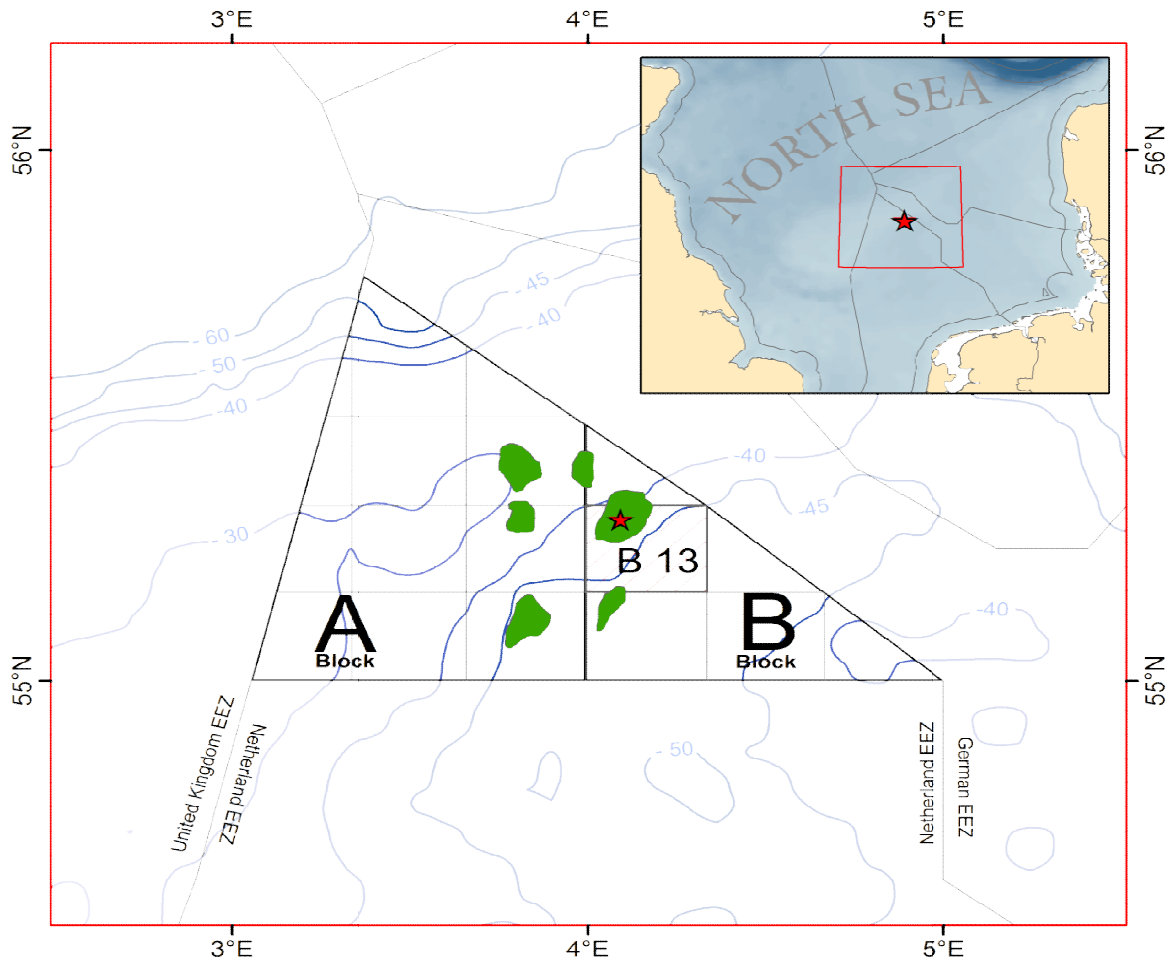 3°E 4°E 5°E
56°N
56°N
NORTH SEA
- 60
- 50
- 40
- 45
- 40
-40
-45
- 30
B 13
A
Block
B
Block
-40
55°N
55°N
United Kingdom EEZ
Netherland EEZ
Netherland EEZ
German EEZ
- 50
3°E 4°E 5°E